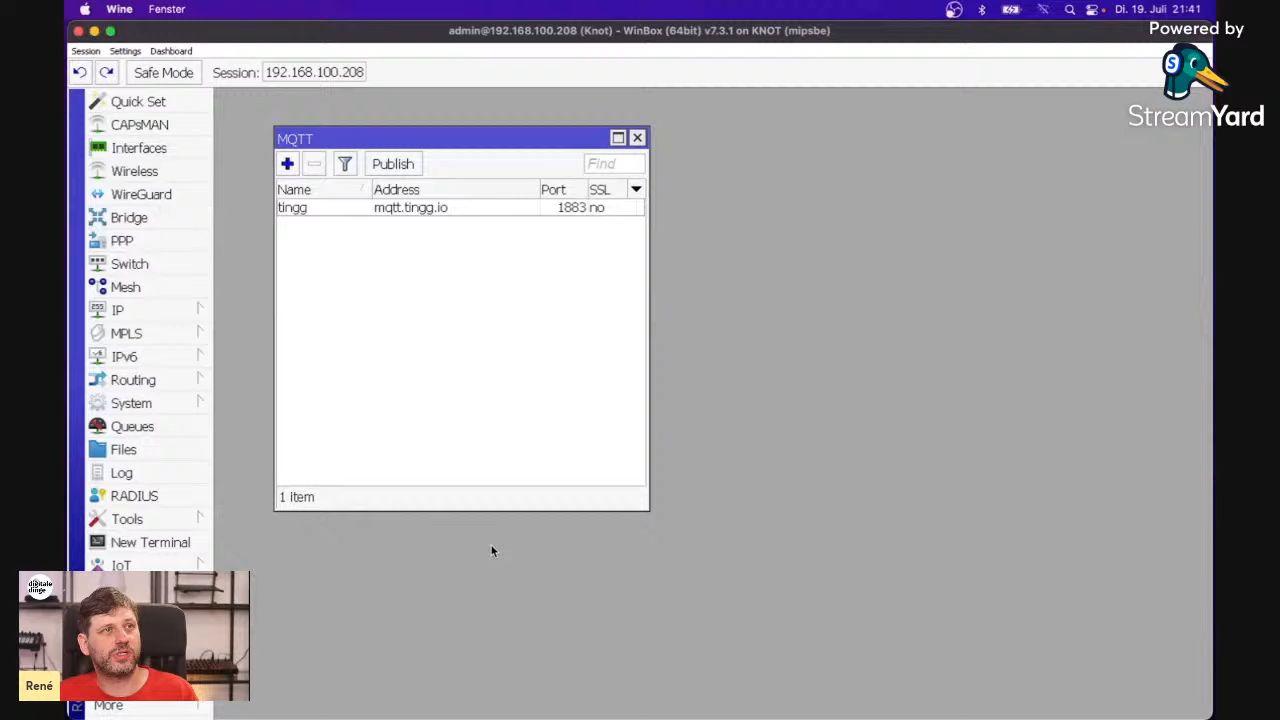 Wine Fenster Di. 19. Juli 21:41
admin@192.168.100.208 (Knot) - WinBox (64bit) v7.3.1 on KNOT (mipsbe)
Powered by
StreamYard
Session Settings Dashboard
Safe Mode Session: 192.168.100.208
Quick Set
CAPsMAN
Interfaces
Wireless
WireGuard
Bridge
PPP
Switch
Mesh
IP
MPLS
IPv6
Routing
System
Queues
Files
Log
RADIUS
Tools
New Terminal
IoT
More
MQTT
Publish Find
Name Address Port SSL
tingg mqtt.tingg.io 1883 no
1 item
digitale
dinge
René